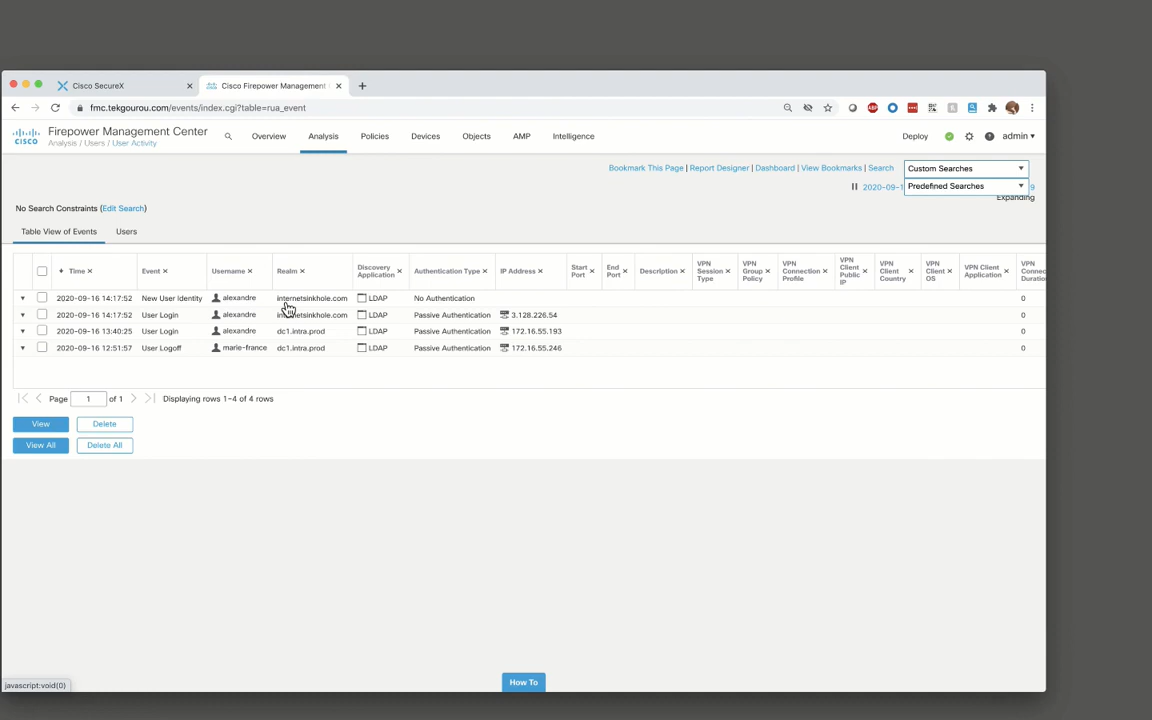 Cisco SecureX
Cisco Firepower Management
fmc.tekgourou.com/events/index.cgi?table=rua_event
ABP
CISCO
Firepower Management Center
Analysis / Users / User Activity
Overview Analysis Policies Devices Objects AMP Intelligence
Deploy admin
Bookmark This Page | Report Designer | Dashboard | View Bookmarks | Search
Custom Searches
Predefined Searches
2020-09-1
9
Expanding
No Search Constraints (Edit Search)
Table View of Events Users
Time Event Username Realm Discovery Application Authentication Type IP Address Start Port End Port Description VPN Session Type VPN Group Policy VPN Connection Profile VPN Client Public IP VPN Client Country VPN Client OS VPN Client Application VPN Connec Duratio
2020-09-16 14:17:52 New User Identity alexandre internetsinkhole.com LDAP No Authentication 0
2020-09-16 14:17:52 User Login alexandre internetsinkhole.com LDAP Passive Authentication 3.128.226.54 0
2020-09-16 13:40:25 User Login alexandre dc1.intra.prod LDAP Passive Authentication 172.16.55.193 0
2020-09-16 12:51:57 User Logoff marie-france dc1.intra.prod LDAP Passive Authentication 172.16.55.246 0
Page 1 of 1 Displaying rows 1–4 of 4 rows
View Delete
View All Delete All
How To
javascript:void(0)